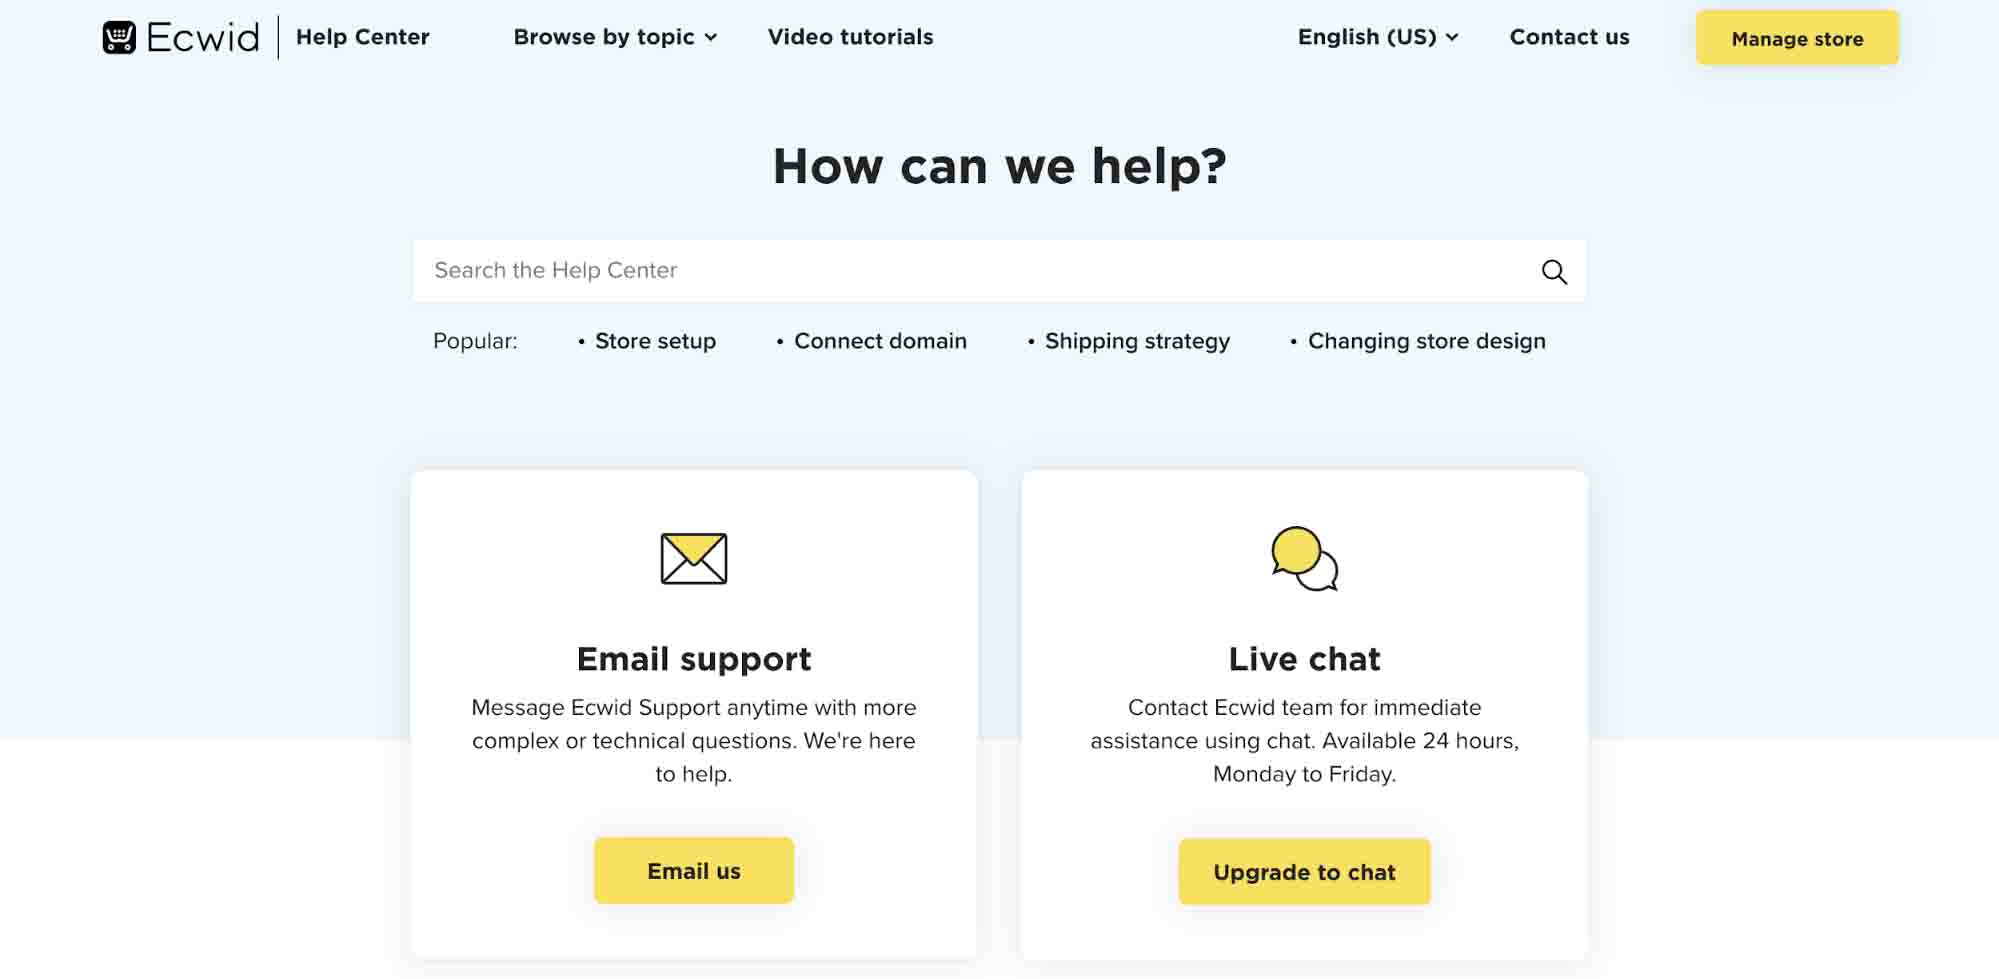 Ecwid Help Center Browse by topic Video tutorials English (US) Contact us Manage store
How can we help?
Search the Help Center
Popular: • Store setup • Connect domain • Shipping strategy • Changing store design
Email support
Message Ecwid Support anytime with more
complex or technical questions. We're here
to help.
Email us
Live chat
Contact Ecwid team for immediate
assistance using chat. Available 24 hours,
Monday to Friday.
Upgrade to chat